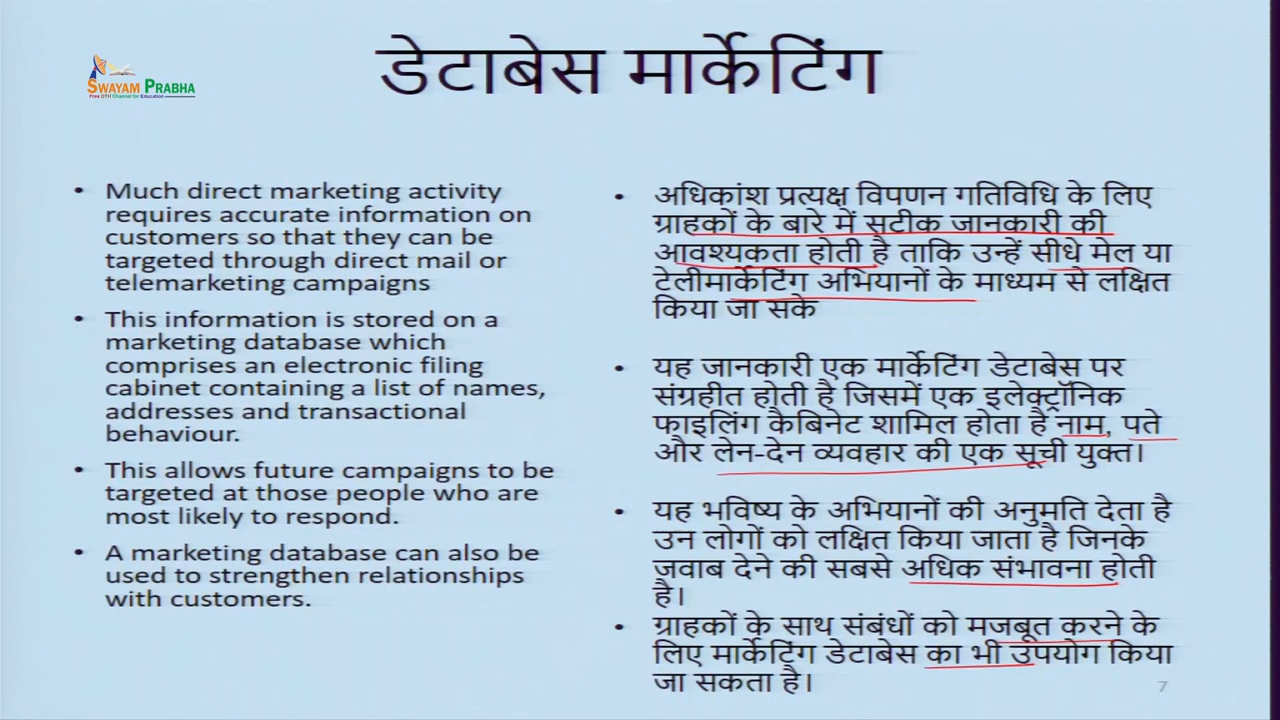 डेटाबेस मार्केटिंग
SWAYAM PRABHA
Free DTH Channel for Education
• Much direct marketing activity
requires accurate information on
customers so that they can be
targeted through direct mail or
telemarketing campaigns
• This information is stored on a
marketing database which
comprises an electronic filing
cabinet containing a list of names,
addresses and transactional
behaviour.
• This allows future campaigns to be
targeted at those people who are
most likely to respond.
• A marketing database can also be
used to strengthen relationships
with customers.
• अधिकांश प्रत्यक्ष विपणन गतिविधि के लिए
ग्राहकों के बारे में सटीक जानकारी की
आवश्यकता होती है ताकि उन्हें सीधे मेल या
टेलीमार्केटिंग अभियानों के माध्यम से लक्षित
किया जा सके
• यह जानकारी एक मार्केटिंग डेटाबेस पर
संग्रहीत होती है जिसमें एक इलेक्ट्रॉनिक
फाइलिंग कैबिनेट शामिल होता है नाम, पते
और लेन-देन व्यवहार की एक सूची युक्त।
• यह भविष्य के अभियानों की अनुमति देता है
उन लोगों को लक्षित किया जाता है जिनके
जवाब देने की सबसे अधिक संभावना होती
है।
• ग्राहकों के साथ संबंधों को मजबूत करने के
लिए मार्केटिंग डेटाबेस का भी उपयोग किया
जा सकता है।
7